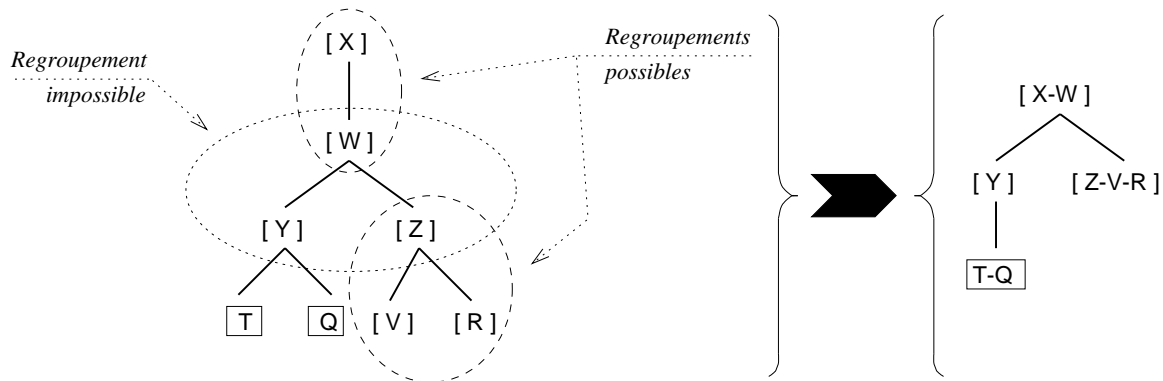 Regroupement
impossible
Regroupements
possibles
[ X ]
[ W ]
[ Y ]
[ Z ]
T
Q
[ V ]
[ R ]
[ X-W ]
[ Y ]
[ Z-V-R ]
T-Q